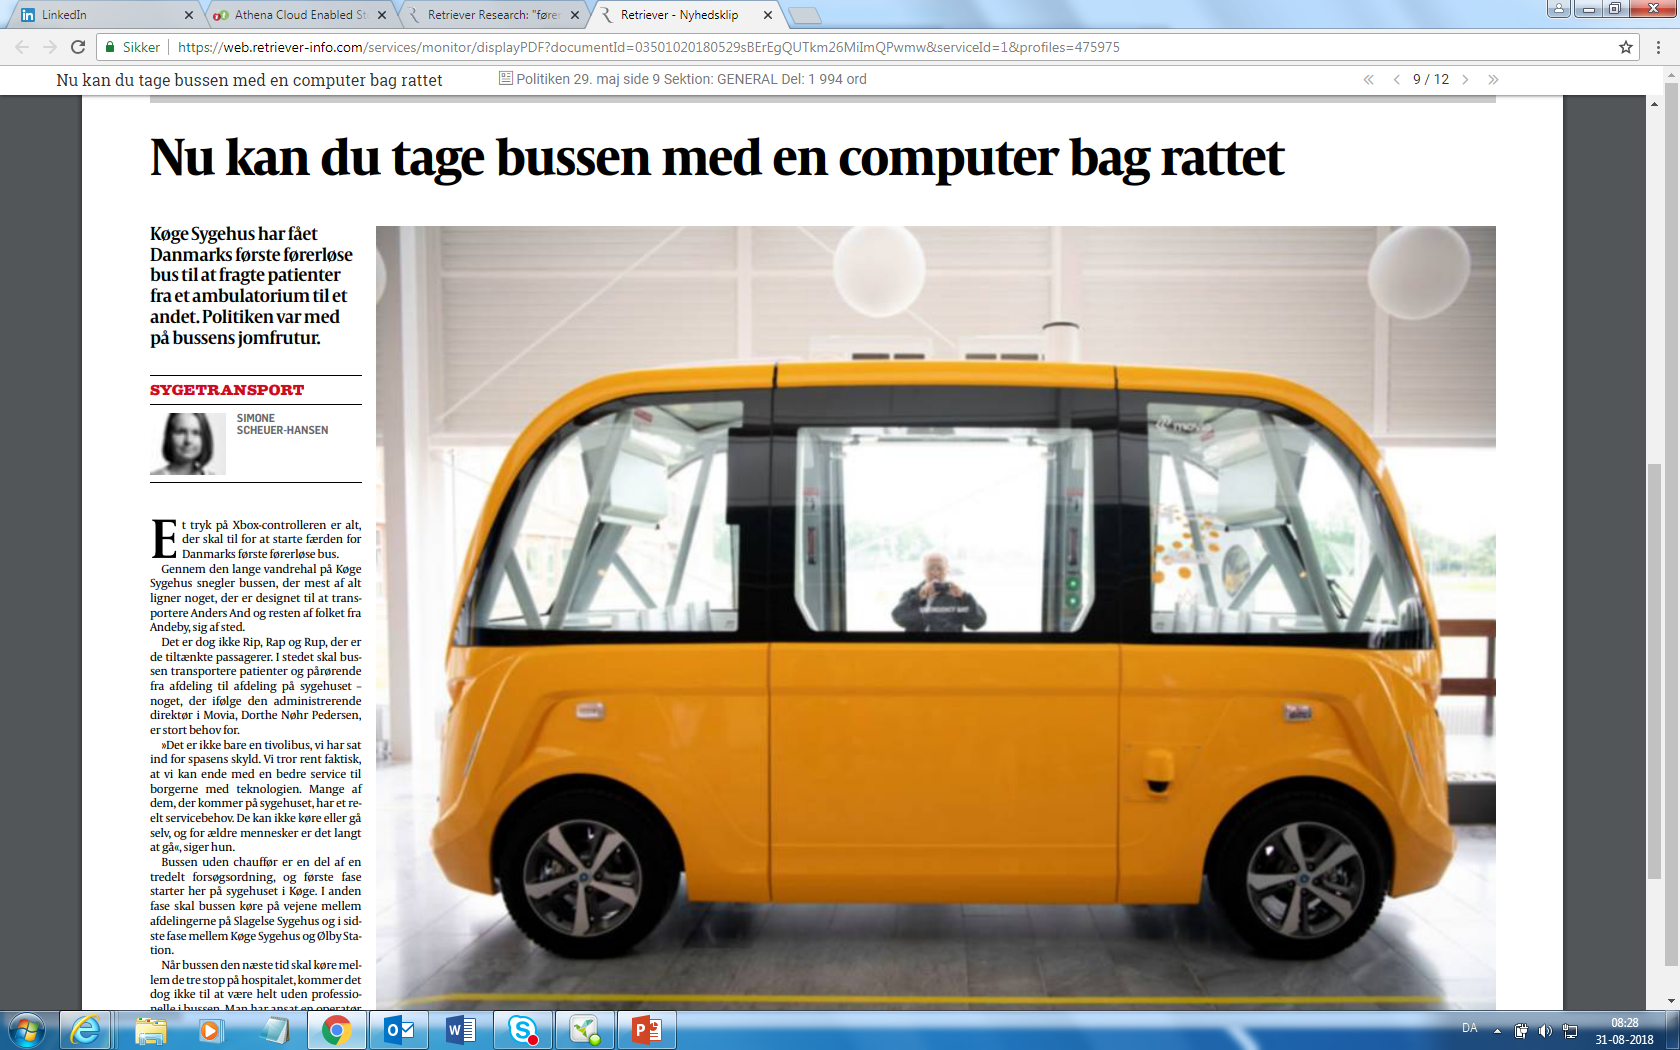 LinkedIn
Athena Cloud Enabled St
Retriever Research: "fører
Retriever - Nyhedsklip
Sikker
https://web.retriever-info.com/services/monitor/displayPDF?documentId=03501020180529sBErEgQUTkm26MiImQPwmw&serviceId=1&profiles=475975
Nu kan du tage bussen med en computer bag rattet
Politiken 29. maj side 9 Sektion: GENERAL Del: 1 994 ord
9 / 12
Nu kan du tage bussen med en computer bag rattet
Køge Sygehus har fået
Danmarks første førerløse
bus til at fragte patienter
fra et ambulatorium til et
andet. Politiken var med
på bussens jomfrutur.
SYGETRANSPORT
SIMONE
SCHEUER-HANSEN
Et tryk på Xbox-controlleren er alt,
der skal til for at starte færden for
Danmarks første førerløse bus.
Gennem den lange vandrehal på Køge
Sygehus snegler bussen, der mest af alt
ligner noget, der er designet til at trans-
portere Anders And og resten af folket fra
Andeby, sig af sted.
Det er dog ikke Rip, Rap og Rup, der er
de tiltænkte passagerer. I stedet skal bus-
sen transportere patienter og pårørende
fra afdeling til afdeling på sygehuset –
noget, der ifølge den administrerende
direktør i Movia, Dorthe Nøhr Pedersen,
er stort behov for.
»Det er ikke bare en tivolibus, vi har sat
ind for spasens skyld. Vi tror rent faktisk,
at vi kan ende med en bedre service til
borgerne med teknologien. Mange af
dem, der kommer på sygehuset, har et re-
elt servicebehov. De kan ikke køre eller gå
selv, og for ældre mennesker er det langt
at gå«, siger hun.
Bussen uden chauffør er en del af en
tredelt forsøgsordning, og første fase
starter her på sygehuset i Køge. I anden
fase skal bussen køre på vejene mellem
afdelingerne på Slagelse Sygehus og i sid-
ste fase mellem Køge Sygehus og Ølby Sta-
tion.
Når bussen den næste tid skal køre mel-
lem de tre stop på hospitalet, kommer det
dog ikke til at være helt uden professio-
nelle i bussen. Man har ansat en operatør
movia
DA
08:28
31-08-2018